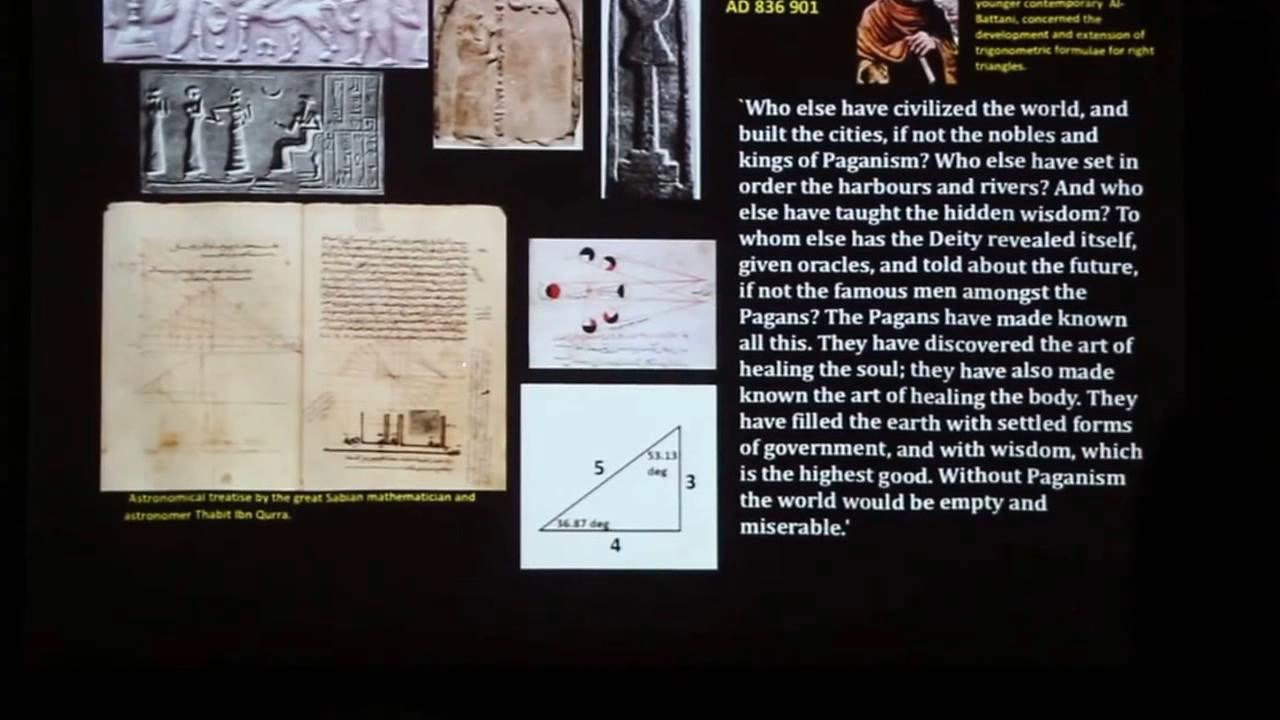 AD 836 901
younger contemporary Al-
Battani, concerned the
development and extension of
trigonometric formulae for right
triangles.
`Who else have civilized the world, and
built the cities, if not the nobles and
kings of Paganism? Who else have set in
order the harbours and rivers? And who
else have taught the hidden wisdom? To
whom else has the Deity revealed itself,
given oracles, and told about the future,
if not the famous men amongst the
Pagans? The Pagans have made known
all this. They have discovered the art of
healing the soul; they have also made
known the art of healing the body. They
have filled the earth with settled forms
of government, and with wisdom, which
is the highest good. Without Paganism
the world would be empty and
miserable.'
Astronomical treatise by the great Sabian mathematician and
astronomer Thabit Ibn Qurra.
53.13
deg
5
3
36.87 deg
4